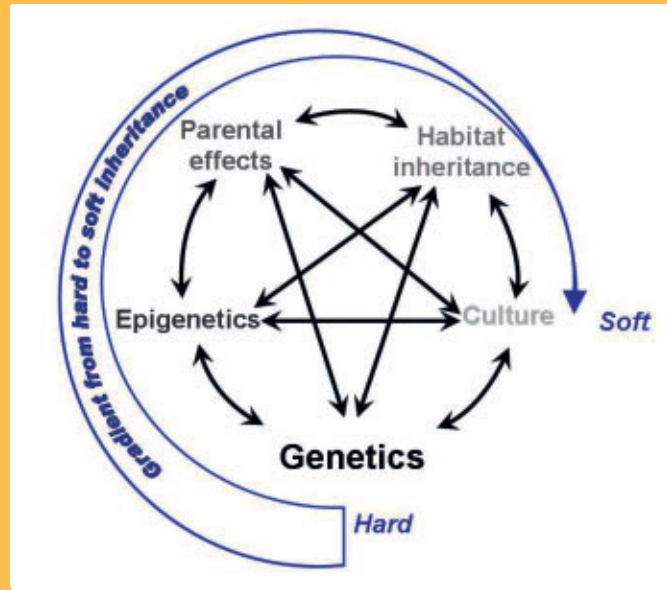 Gradient from hard to soft inheritance
Parental
effects
Habitat
inheritance
Epigenetics
Culture
Soft
Genetics
Hard